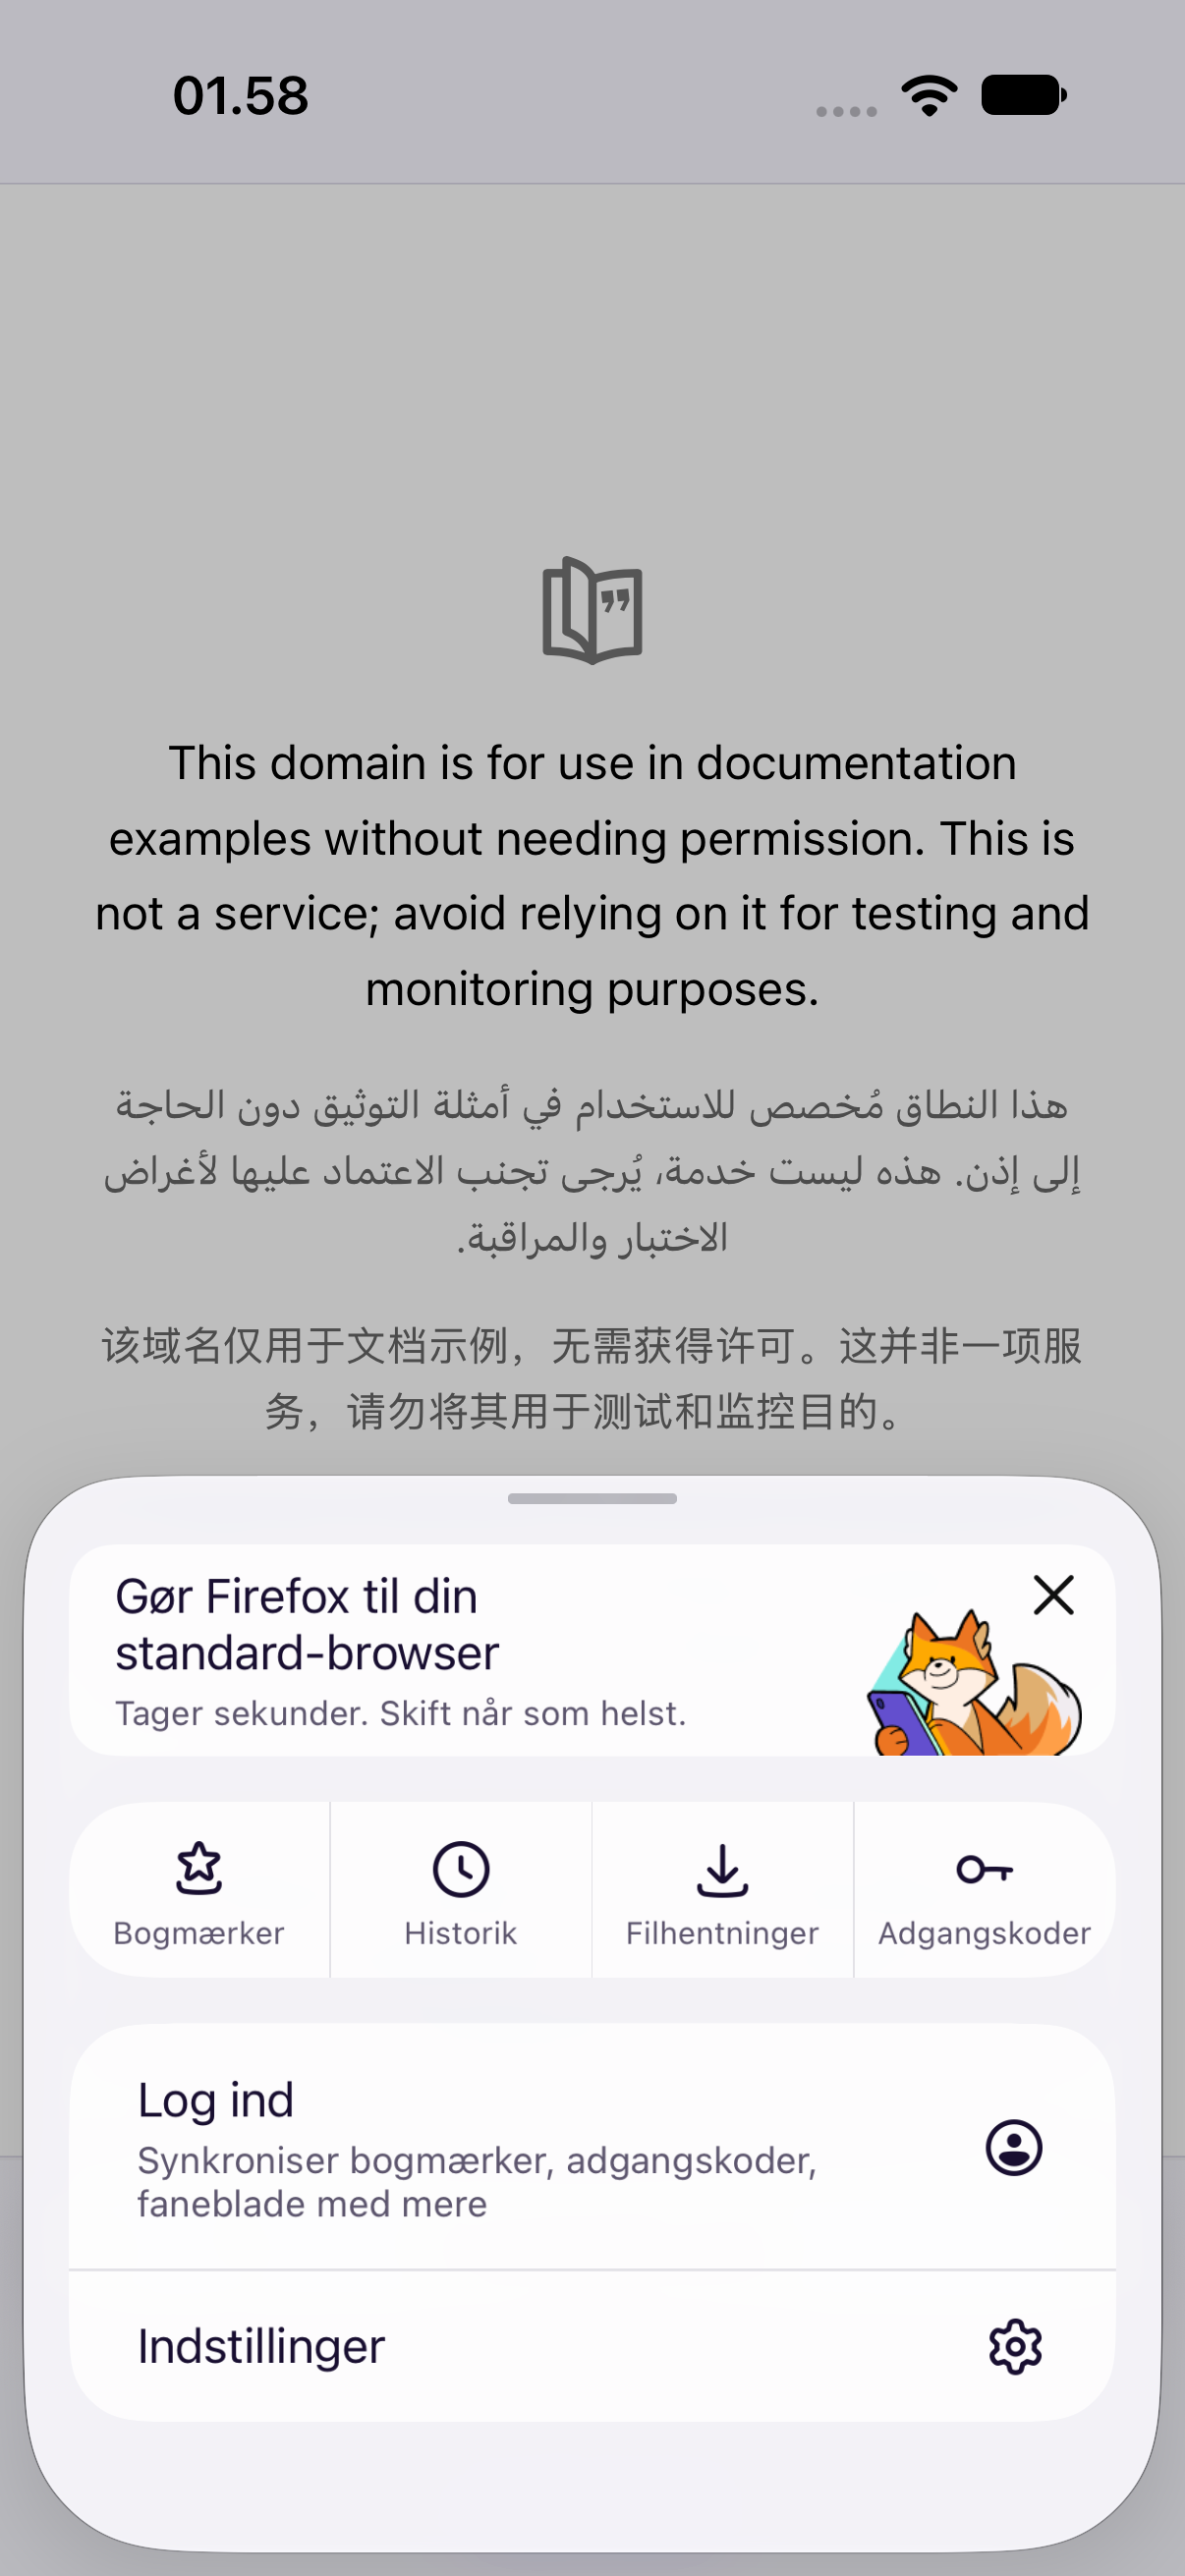 01.58
This domain is for use in documentation
examples without needing permission. This is
not a service; avoid relying on it for testing and
monitoring purposes.
هذا النطاق مُخصص للاستخدام في أمثلة التوثيق دون الحاجة
إلى إذن. هذه ليست خدمة، يُرجى تجنب الاعتماد عليها لأغراض
الاختبار والمراقبة.
该域名仅用于文档示例，无需获得许可。这并非一项服
务，请勿将其用于测试和监控目的。
Gør Firefox til din
standard-browser
Tager sekunder. Skift når som helst.
Bogmærker
Historik
Filhentninger
Adgangskoder
Log ind
Synkroniser bogmærker, adgangskoder,
faneblade med mere
Indstillinger